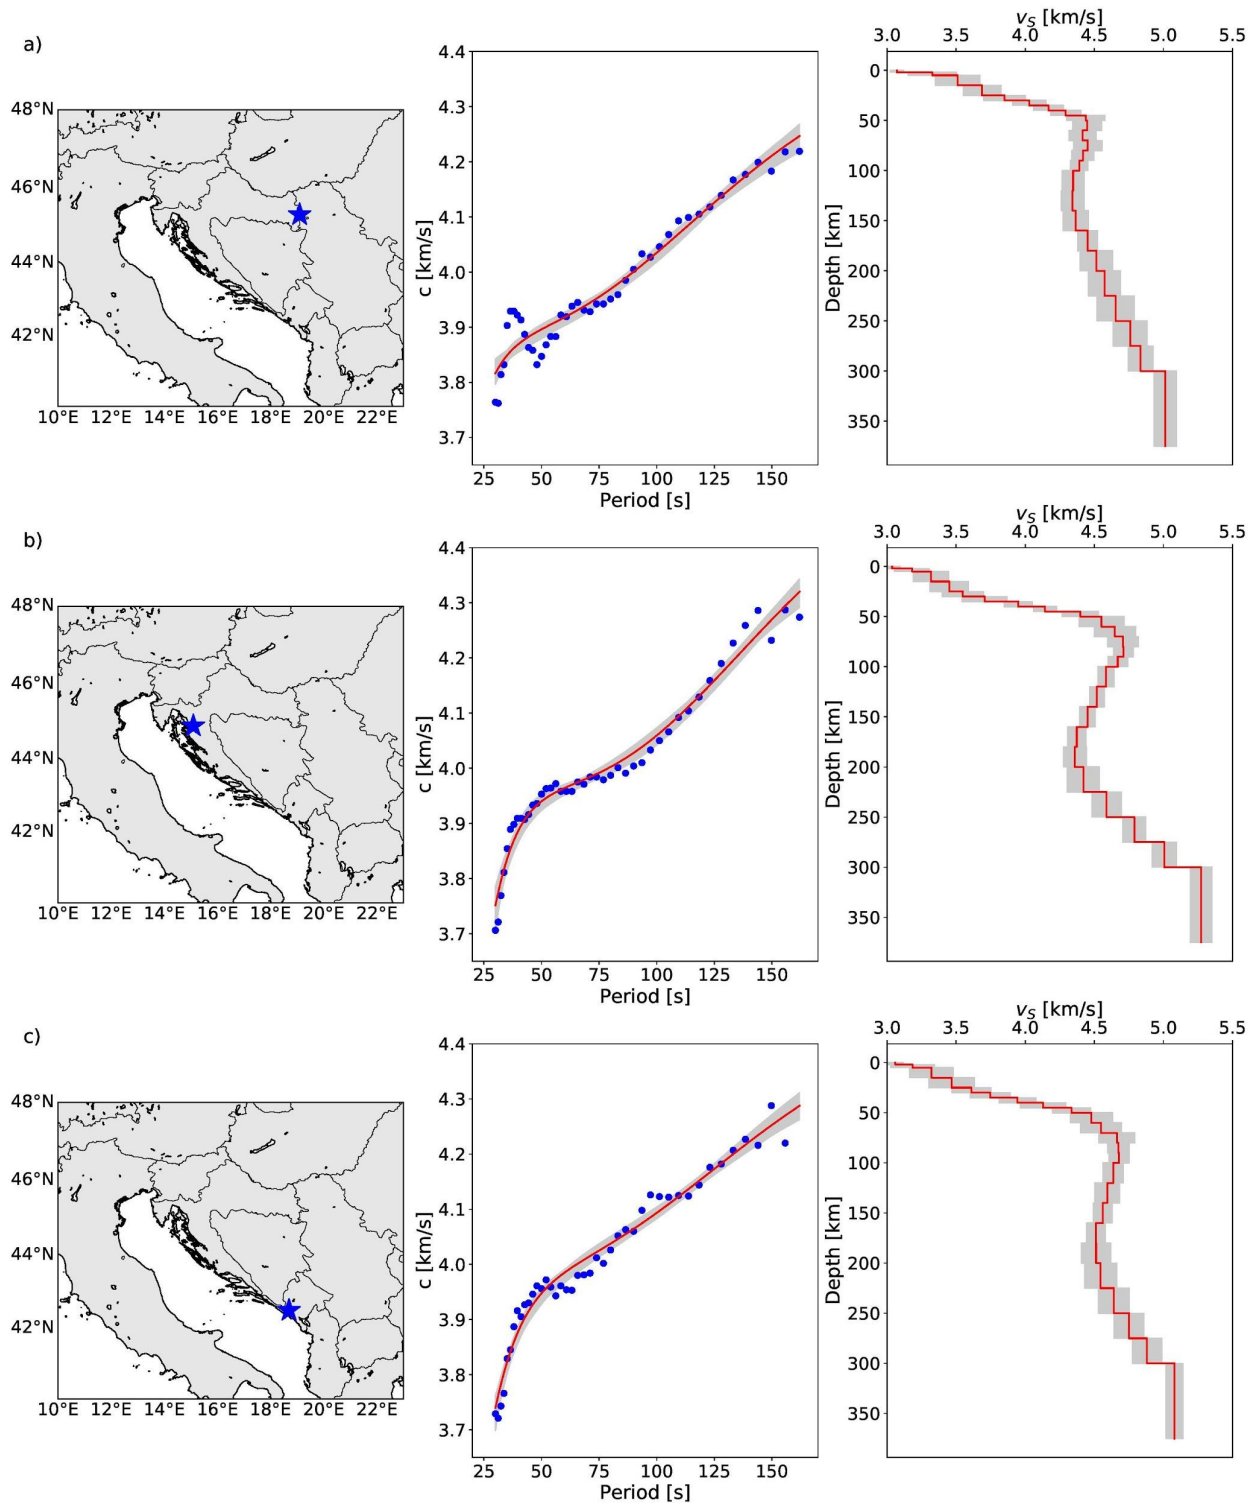 a)
48°N
46°N
44°N
42°N
10°E 12°E 14°E 16°E 18°E 20°E 22°E
4.4
4.3
4.2
4.1
4.0
3.9
3.8
3.7
c [km/s]
25 50 75 100 125 150
Period [s]
vS [km/s]
3.0 3.5 4.0 4.5 5.0 5.5
0
50
100
150
200
250
300
350
Depth [km]
b)
48°N
46°N
44°N
42°N
10°E 12°E 14°E 16°E 18°E 20°E 22°E
4.4
4.3
4.2
4.1
4.0
3.9
3.8
3.7
c [km/s]
25 50 75 100 125 150
Period [s]
vS [km/s]
3.0 3.5 4.0 4.5 5.0 5.5
0
50
100
150
200
250
300
350
Depth [km]
c)
48°N
46°N
44°N
42°N
10°E 12°E 14°E 16°E 18°E 20°E 22°E
4.4
4.3
4.2
4.1
4.0
3.9
3.8
3.7
c [km/s]
25 50 75 100 125 150
Period [s]
vS [km/s]
3.0 3.5 4.0 4.5 5.0 5.5
0
50
100
150
200
250
300
350
Depth [km]